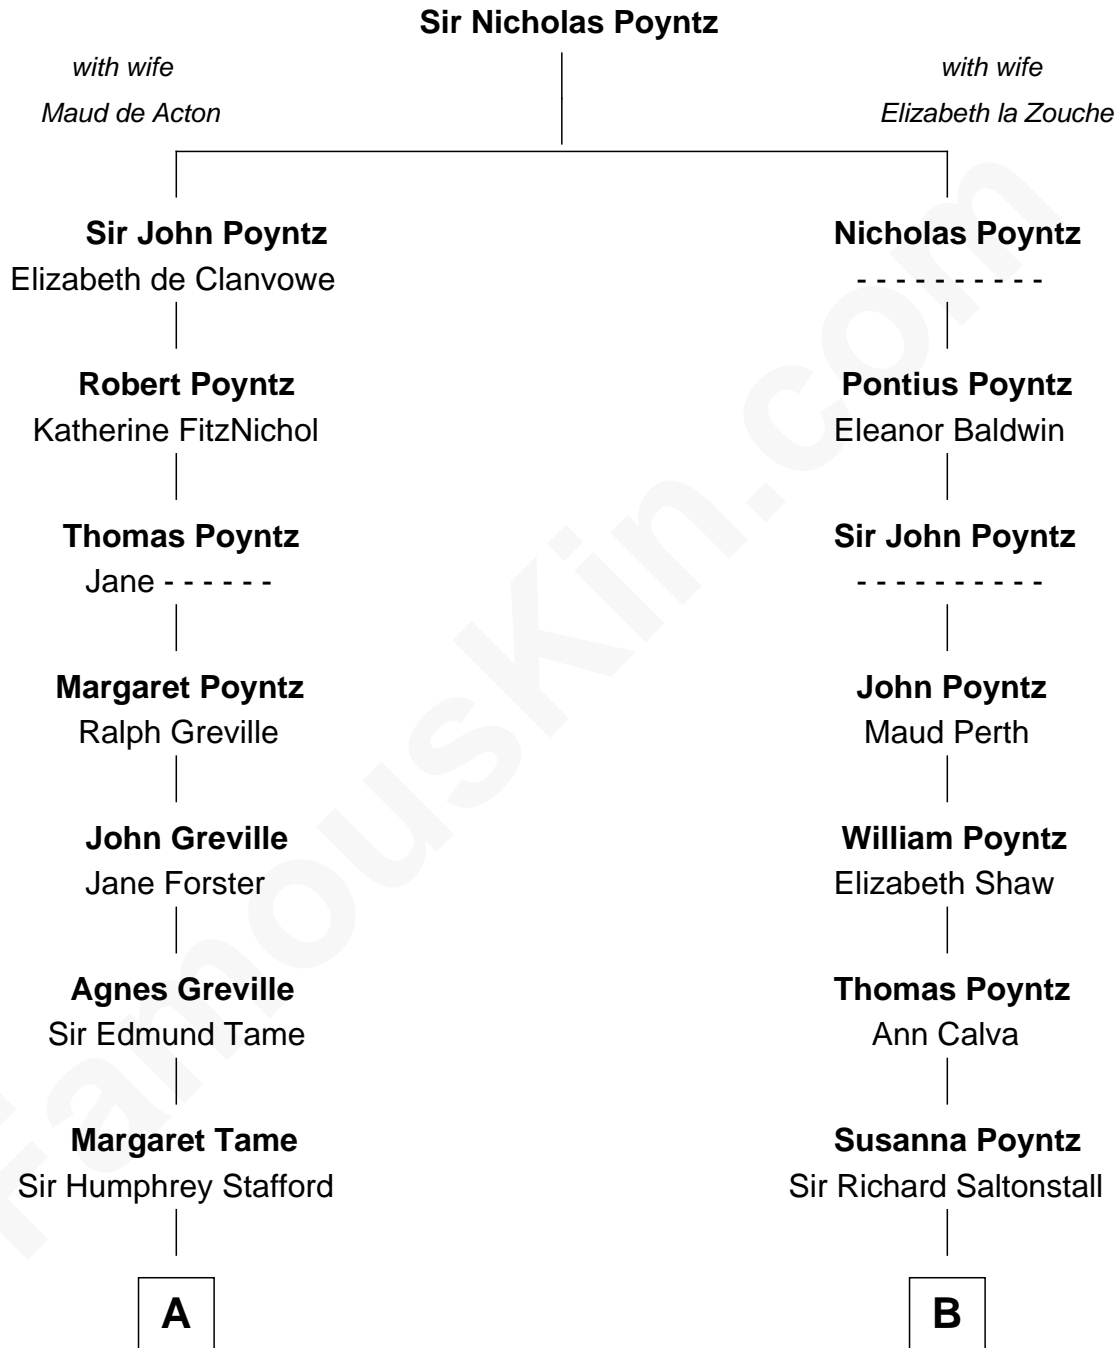 Sir Nicholas Poyntz
with wife
Maud de Acton
with wife
Elizabeth la Zouche
Sir John Poyntz
Elizabeth de Clanvowe
Nicholas Poyntz
- - - - - - - - - -
Robert Poyntz
Katherine FitzNichol
Pontius Poyntz
Eleanor Baldwin
Thomas Poyntz
Jane - - - - - -
Sir John Poyntz
- - - - - - - - - -
Margaret Poyntz
Ralph Greville
John Poyntz
Maud Perth
John Greville
Jane Forster
William Poyntz
Elizabeth Shaw
Agnes Greville
Sir Edmund Tame
Thomas Poyntz
Ann Calva
Margaret Tame
Sir Humphrey Stafford
Susanna Poyntz
Sir Richard Saltonstall
A
B
FamousKin.com